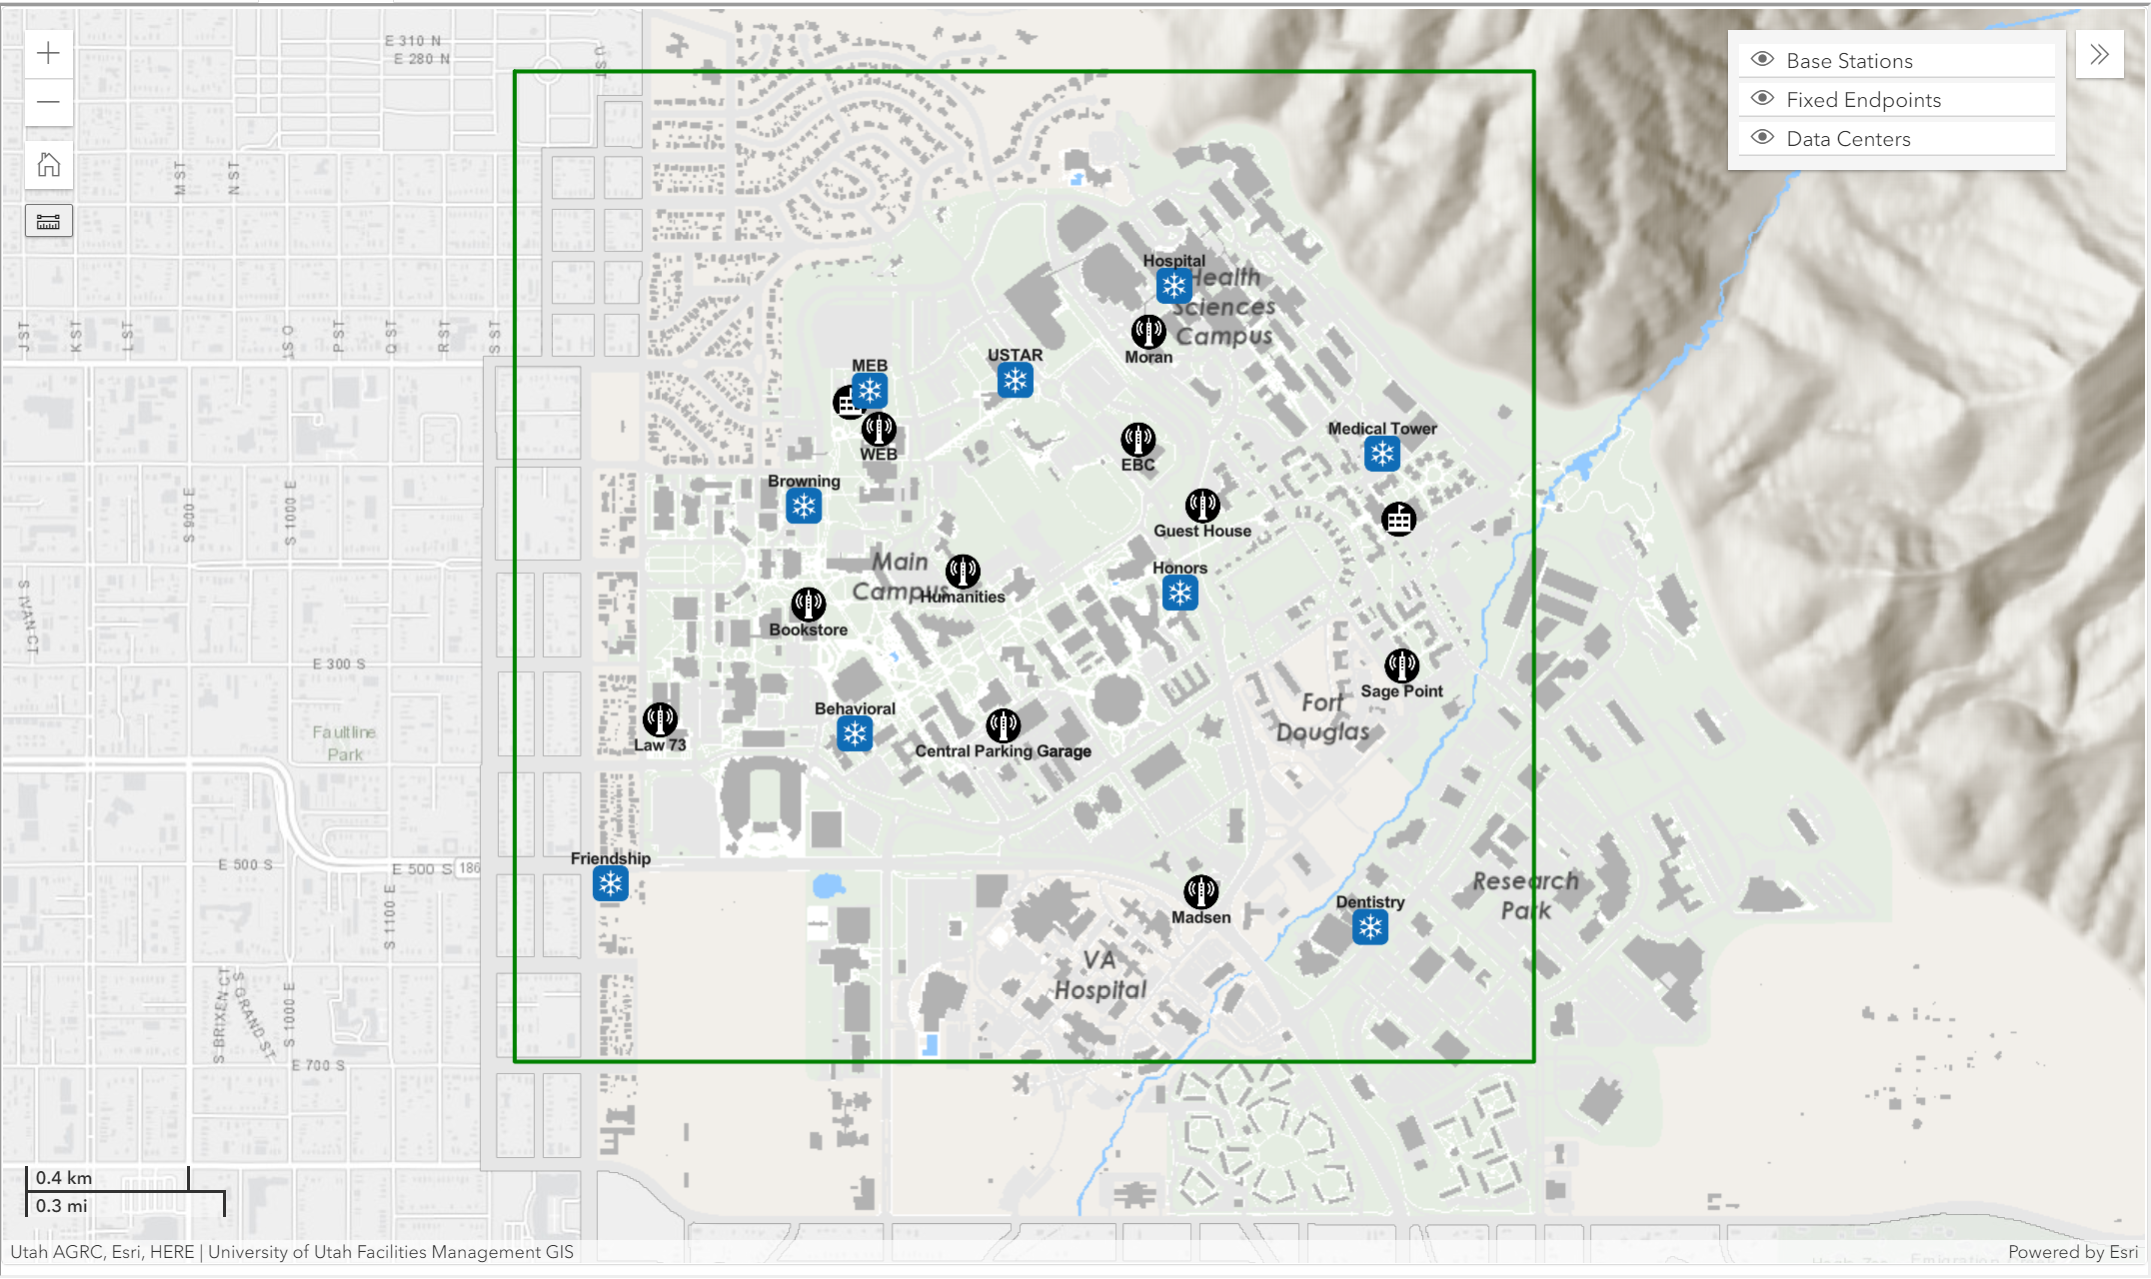 E 310 N
E 280 N
U ST
M ST
N ST
Base Stations
Fixed Endpoints
Data Centers
Hospital
Health
Sciences
Campus
Moran
J ST
K ST
L ST
O ST
P ST
Q ST
R ST
S ST
MEB
USTAR
WEB
EBC
Medical Tower
Browning
S 900 E
S 1000 E
Guest House
Main
Campus
Humanities
Honors
Bookstore
E 300 S
Fort
Douglas
Sage Point
Faultline
Park
Law 73
Behavioral
Central Parking Garage
E 500 S
E 500 S
186
Friendship
S 1100 E
Madsen
Dentistry
Research
Park
VA
Hospital
S BRIXEN CT
S GRAND ST
S 1000 E
E 700 S
0.4 km
0.3 mi
Utah AGRC, Esri, HERE | University of Utah Facilities Management GIS
Powered by Esri